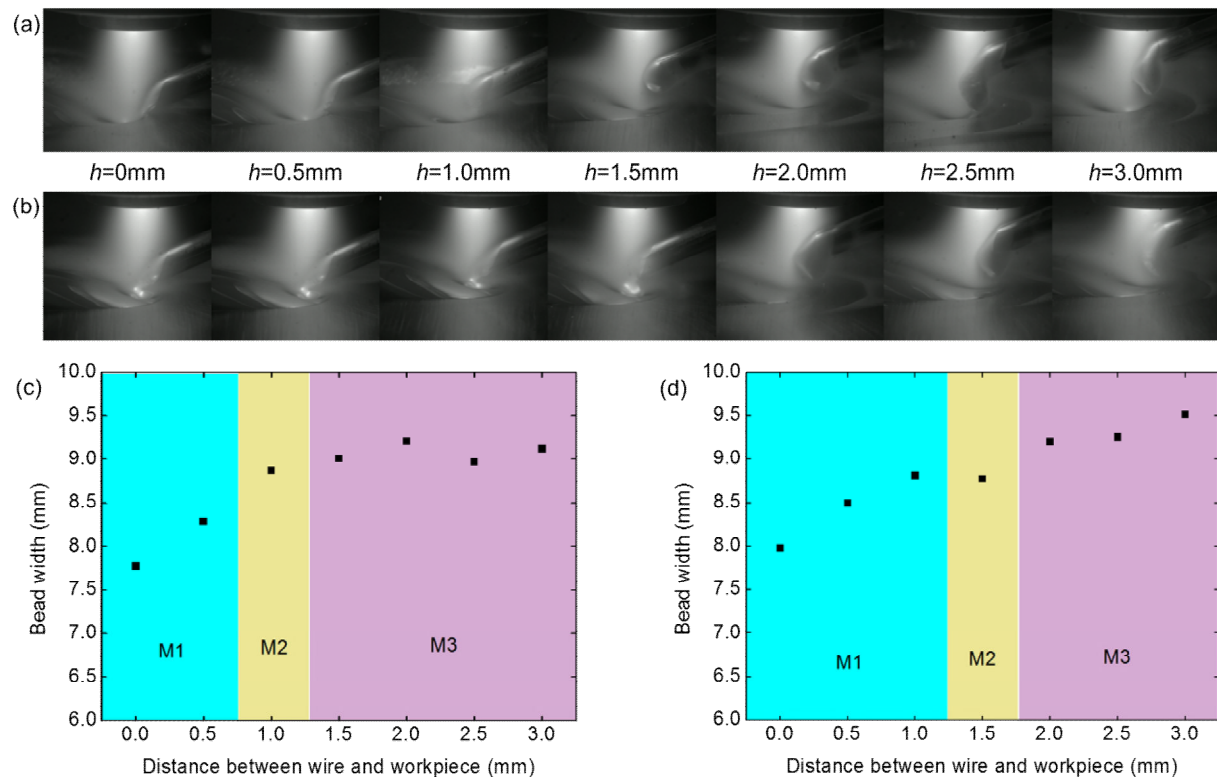 (a)
h=0mm h=0.5mm h=1.0mm h=1.5mm h=2.0mm h=2.5mm h=3.0mm
(b)
(c)
10.0
9.5
9.0
8.5
8.0
7.5
7.0
6.5
6.0
Bead width (mm)
M1 M2 M3
0.0 0.5 1.0 1.5 2.0 2.5 3.0
Distance between wire and workpiece (mm)
(d)
10.0
9.5
9.0
8.5
8.0
7.5
7.0
6.5
6.0
Bead width (mm)
M1 M2 M3
0.0 0.5 1.0 1.5 2.0 2.5 3.0
Distance between wire and workpiece (mm)